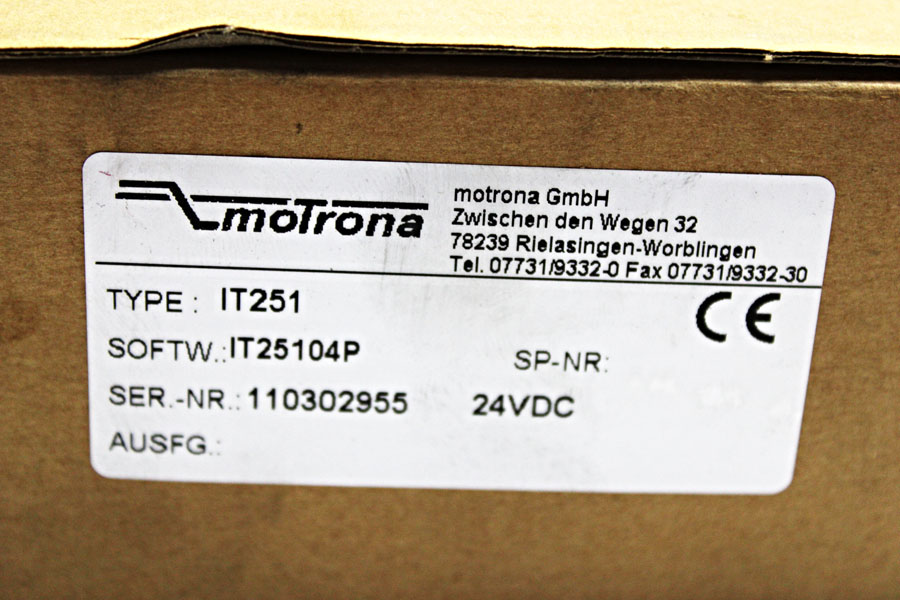 moTrona
motrona GmbH
Zwischen den Wegen 32
78239 Rielasingen-Worblingen
Tel. 07731/9332-0 Fax 07731/9332-30
TYPE : IT251
CE
SOFTW.:IT25104P
SP-NR:
SER.-NR.:110302955
24VDC
AUSFG.: